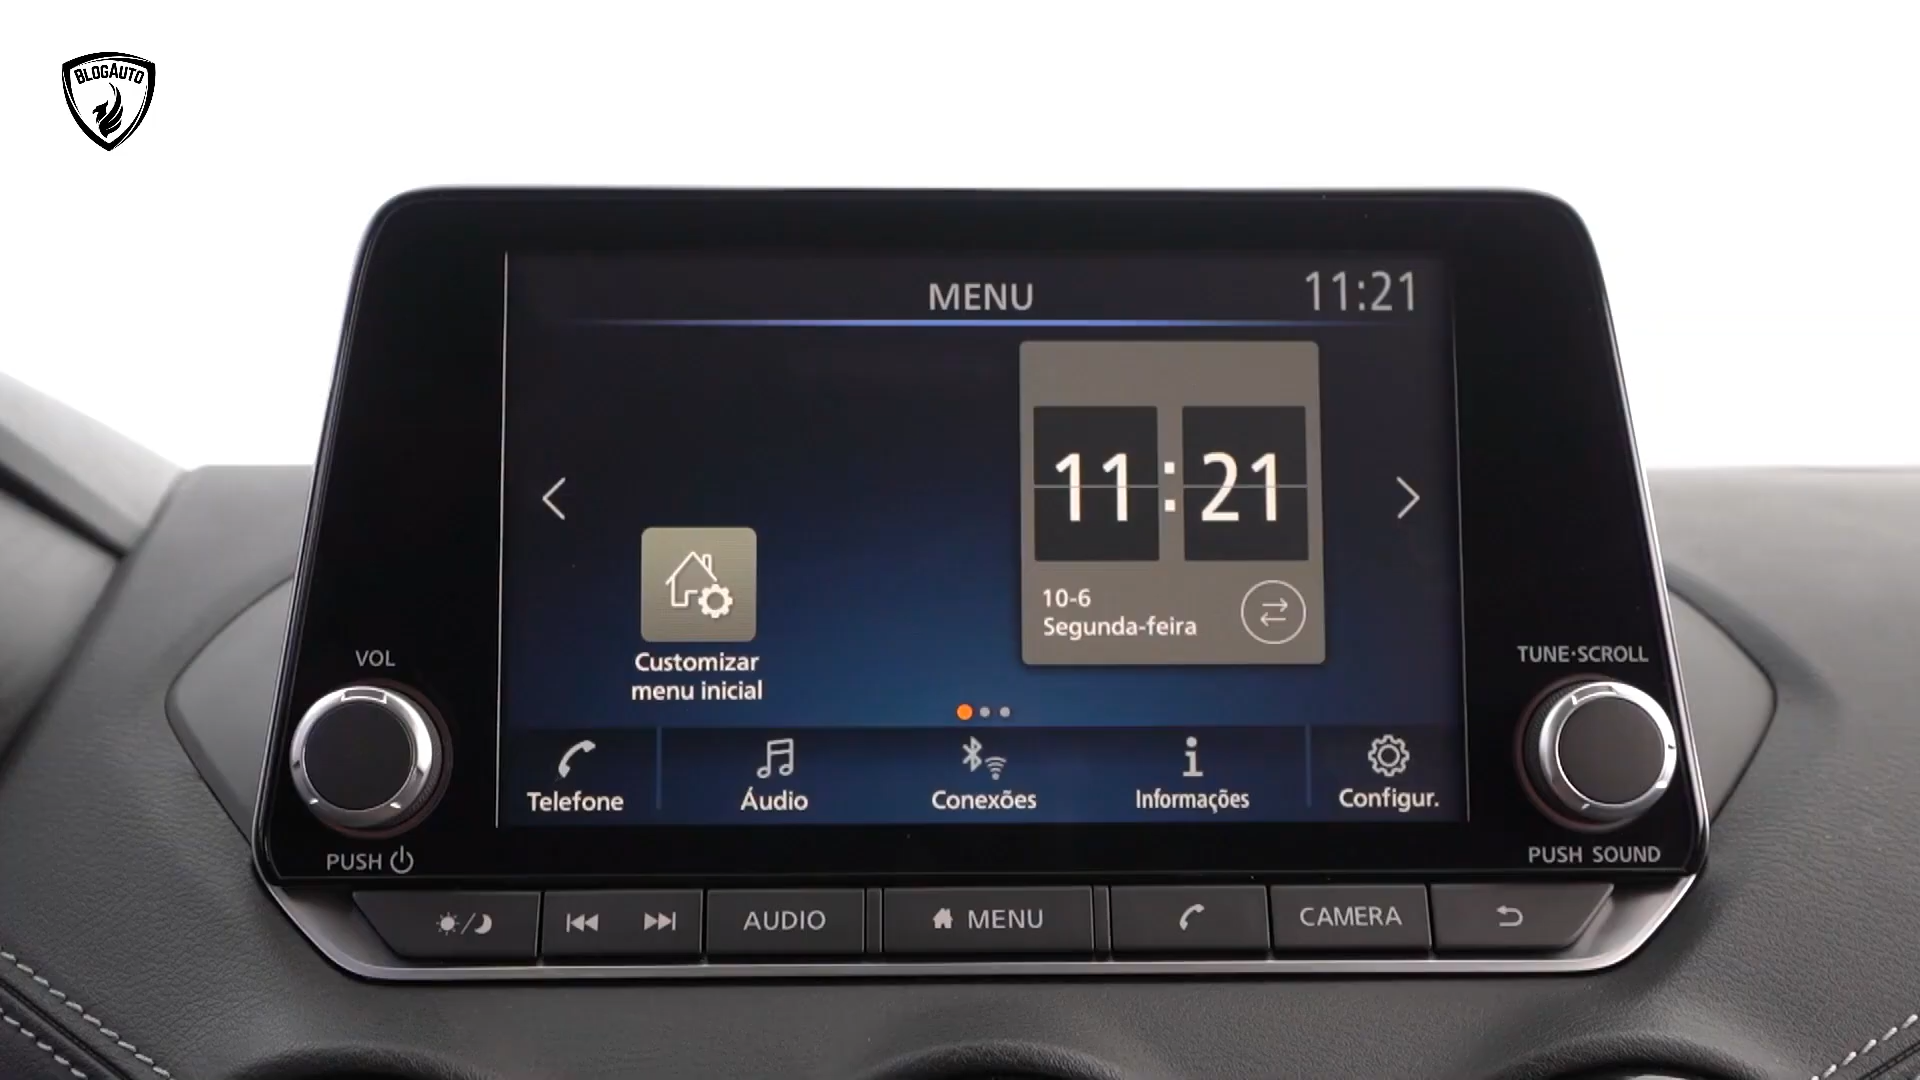 BLOGAUTO
MENU
11:21
11:21
10-6
Segunda-feira
Customizar
menu inicial
Telefone
Áudio
Conexões
Informações
Configur.
VOL
PUSH
TUNE·SCROLL
PUSH SOUND
AUDIO
MENU
CAMERA